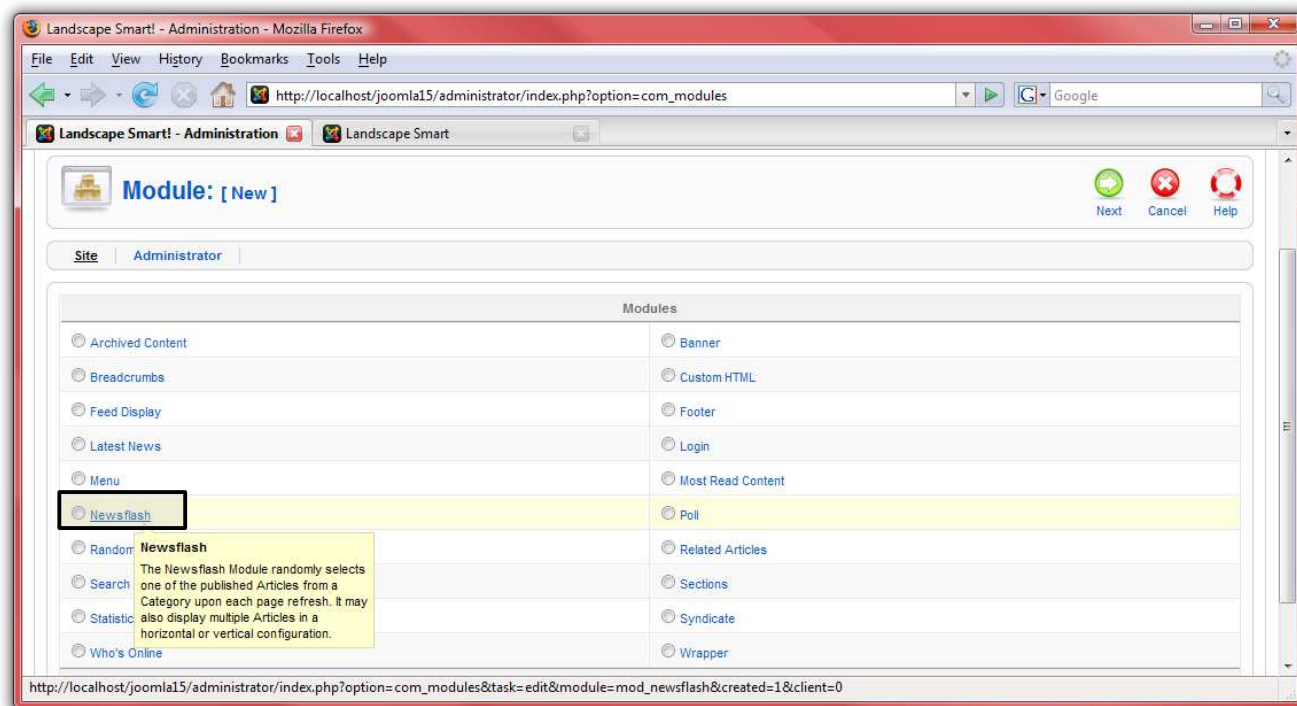 Landscape Smart! - Administration - Mozilla Firefox
File Edit View History Bookmarks Tools Help
http://localhost/joomla15/administrator/index.php?option=com_modules
G Google
Landscape Smart! - Administration Landscape Smart
Module: [ New ]
Next Cancel Help
Site Administrator
Modules
Archived Content Banner
Breadcrumbs Custom HTML
Feed Display Footer
Latest News Login
Menu Most Read Content
Newsflash Poll
Random Related Articles
Search Sections
Statistic Syndicate
Who's Online Wrapper
Newsflash
The Newsflash Module randomly selects
one of the published Articles from a
Category upon each page refresh. It may
also display multiple Articles in a
horizontal or vertical configuration.
http://localhost/joomla15/administrator/index.php?option=com_modules&task=edit&module=mod_newsflash&created=1&client=0